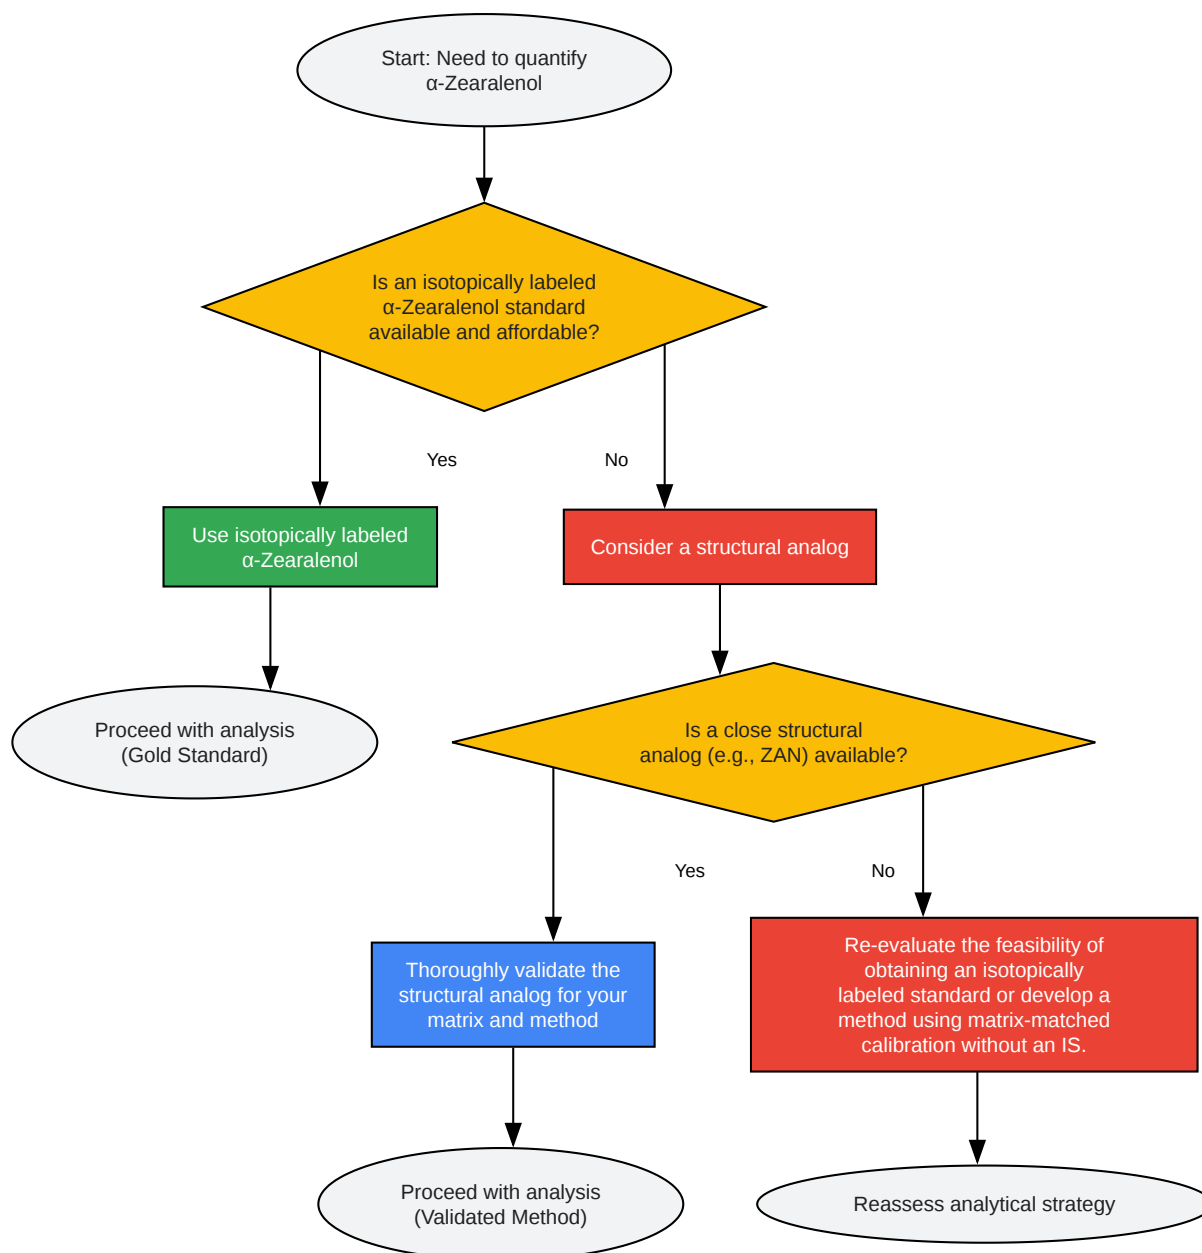 Start: Need to quantify
α-Zearalenol
Is an isotopically labeled
α-Zearalenol standard
available and affordable?
Yes
No
Use isotopically labeled
α-Zearalenol
Consider a structural analog
Proceed with analysis
(Gold Standard)
Is a close structural
analog (e.g., ZAN) available?
Yes
No
Thoroughly validate the
structural analog for your
matrix and method
Re-evaluate the feasibility of
obtaining an isotopically
labeled standard or develop a
method using matrix-matched
calibration without an IS.
Proceed with analysis
(Validated Method)
Reassess analytical strategy